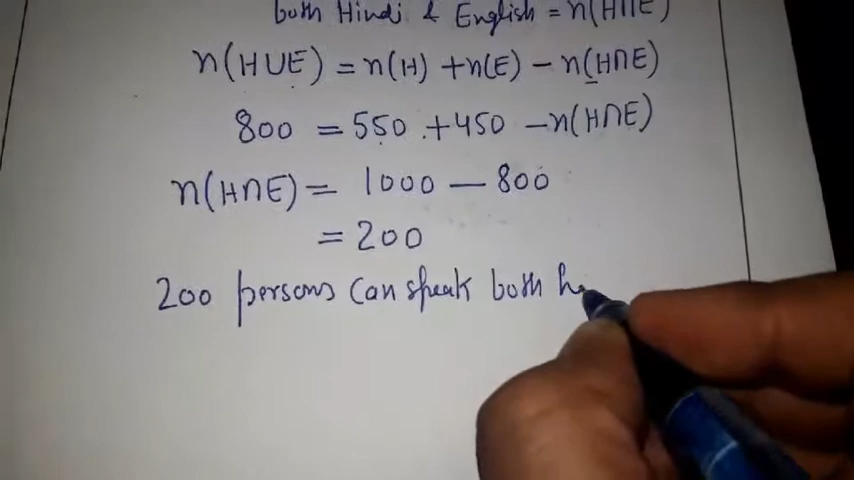 both Hindi & English = n(H∩E)
n(H∪E) = n(H) + n(E) - n(H∩E)
800 = 550 + 450 - n(H∩E)
n(H∩E) = 1000 - 800
= 200
200 persons can speak both